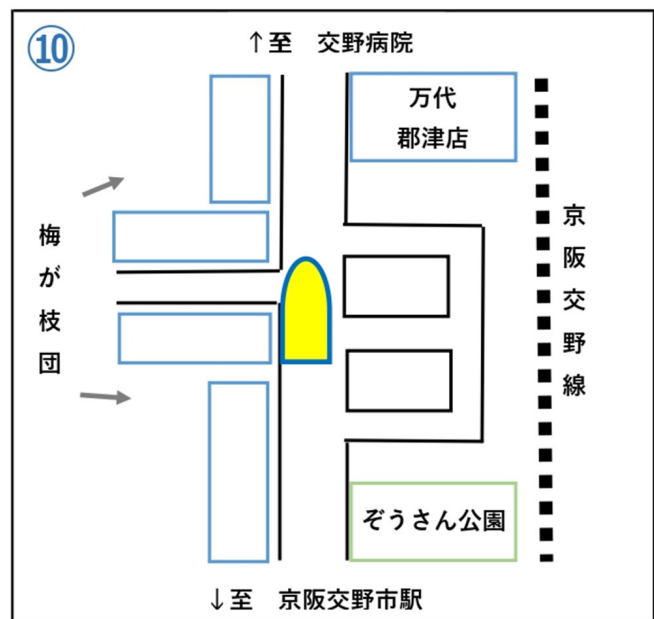 ⑩
↑至　交野病院
万代
郡津店
梅が枝団
京阪交野線
ぞうさん公園
↓至　京阪交野市駅